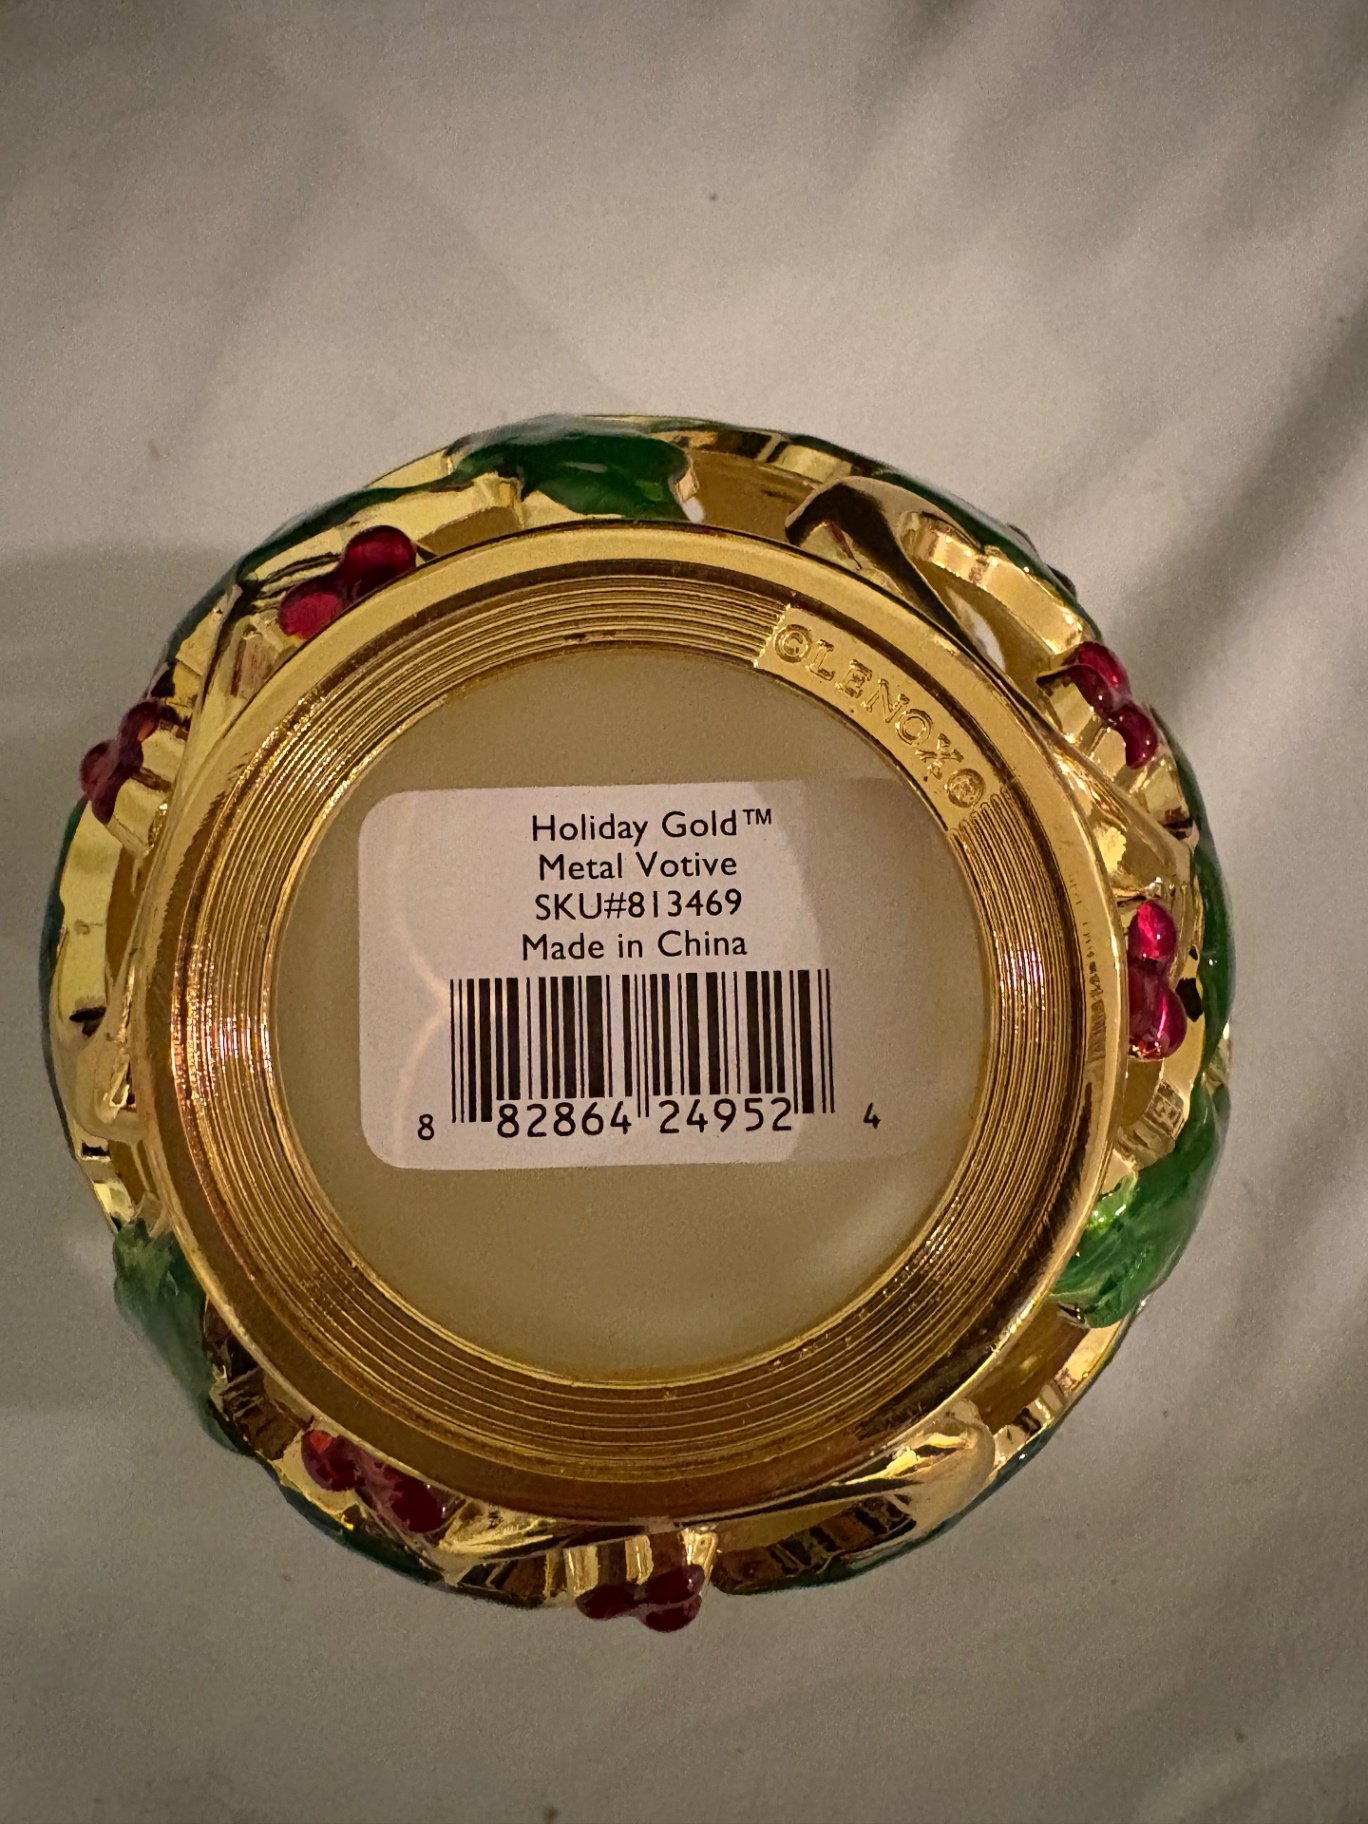 ©LENOX®
Holiday Gold™
Metal Votive
SKU#813469
Made in China
8 82864 24952 4